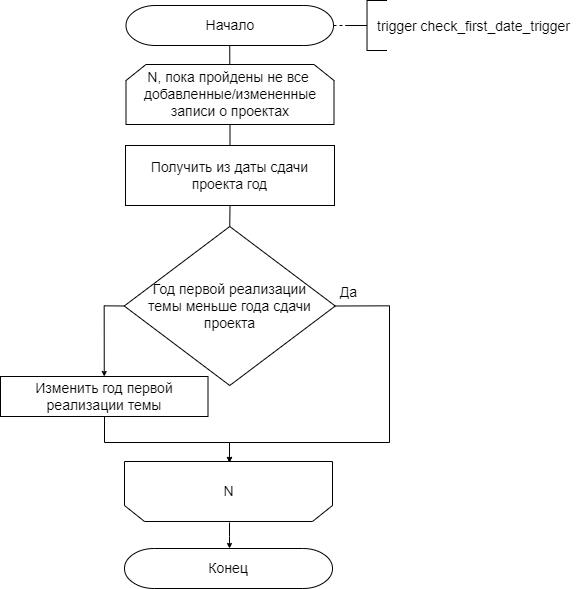 Начало
trigger check_first_date_trigger
N, пока пройдены не все
добавленные/измененные
записи о проектах
Получить из даты сдачи
проекта год
Год первой реализации
темы меньше года сдачи
проекта
Да
Изменить год первой
реализации темы
N
Конец